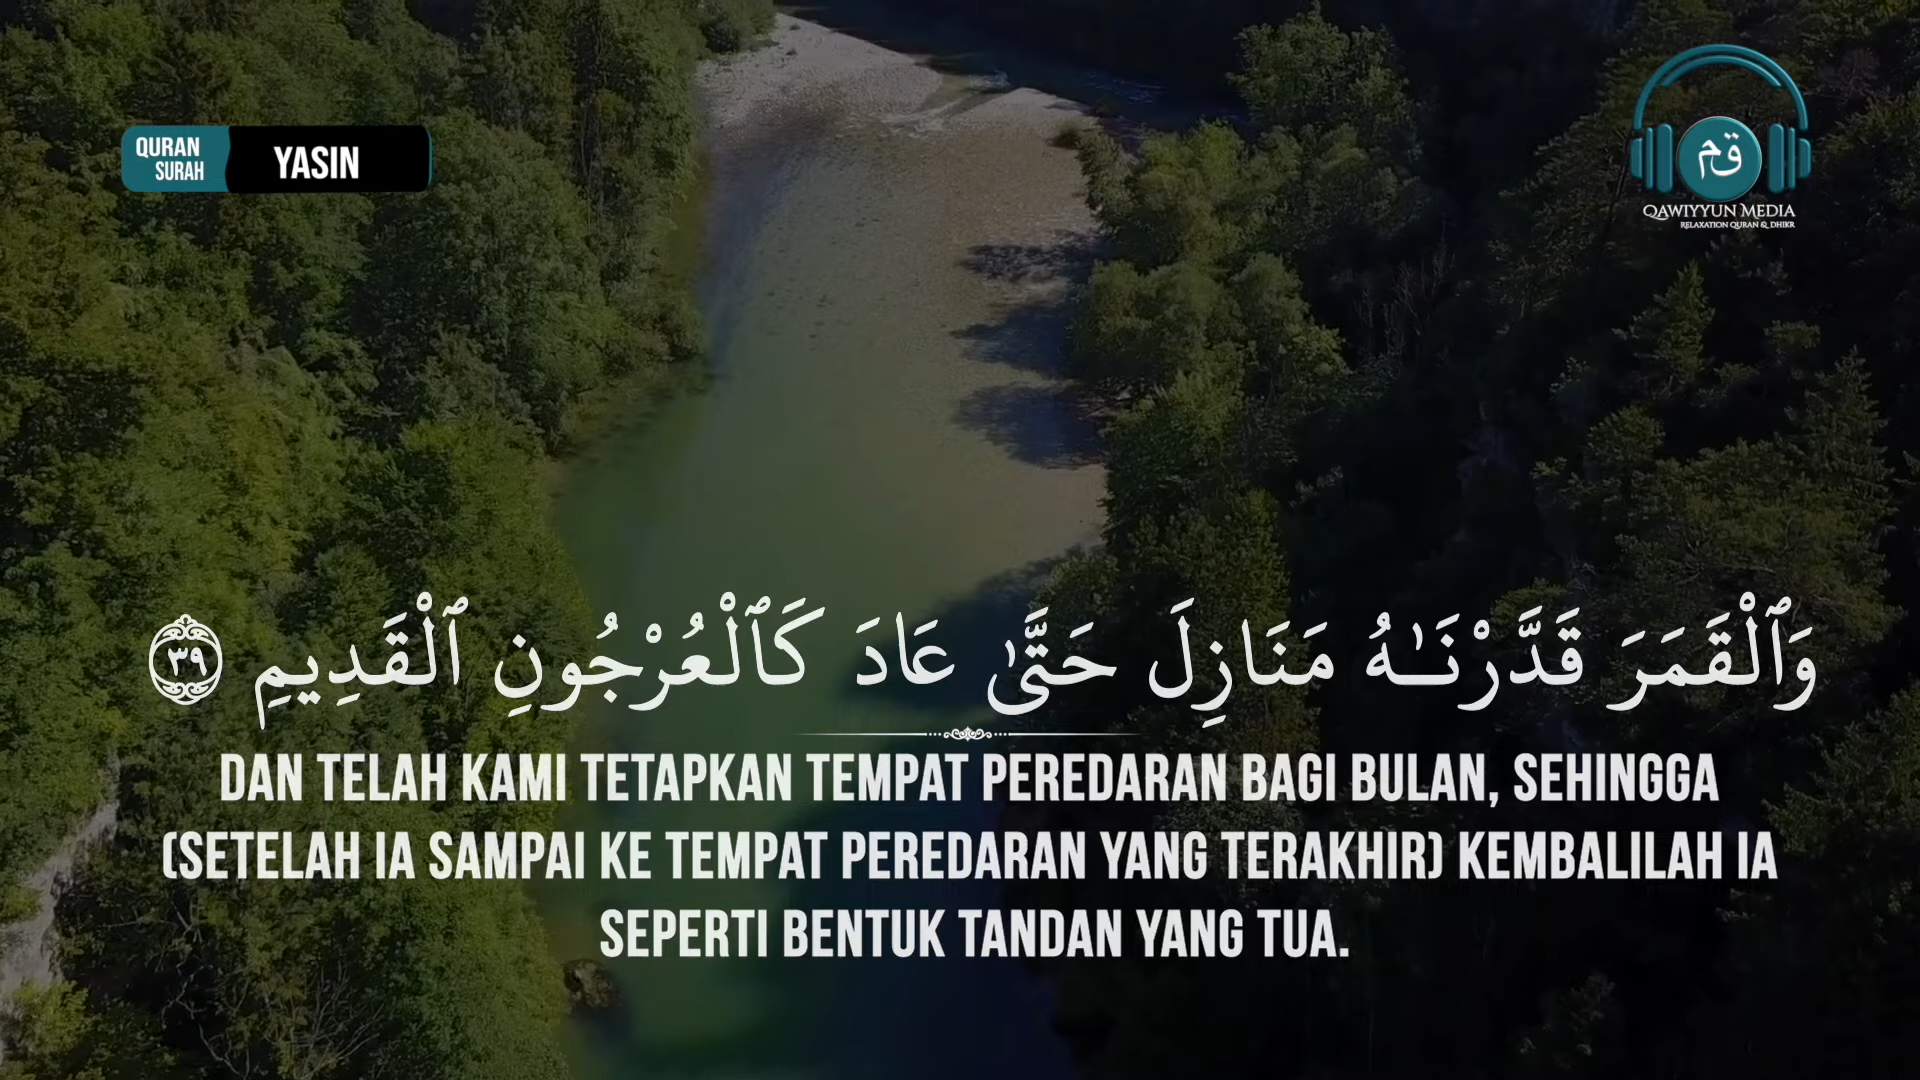 QURAN
SURAH
YASIN
قم
QAWIYYUN MEDIA
RELAXATION QURAN & DHIKR
وَٱلْقَمَرَ قَدَّرْنَـٰهُ مَنَازِلَ حَتَّىٰ عَادَ كَٱلْعُرْجُونِ ٱلْقَدِيمِ ٣٩
DAN TELAH KAMI TETAPKAN TEMPAT PEREDARAN BAGI BULAN, SEHINGGA
(SETELAH IA SAMPAI KE TEMPAT PEREDARAN YANG TERAKHIR) KEMBALILAH IA
SEPERTI BENTUK TANDAN YANG TUA.